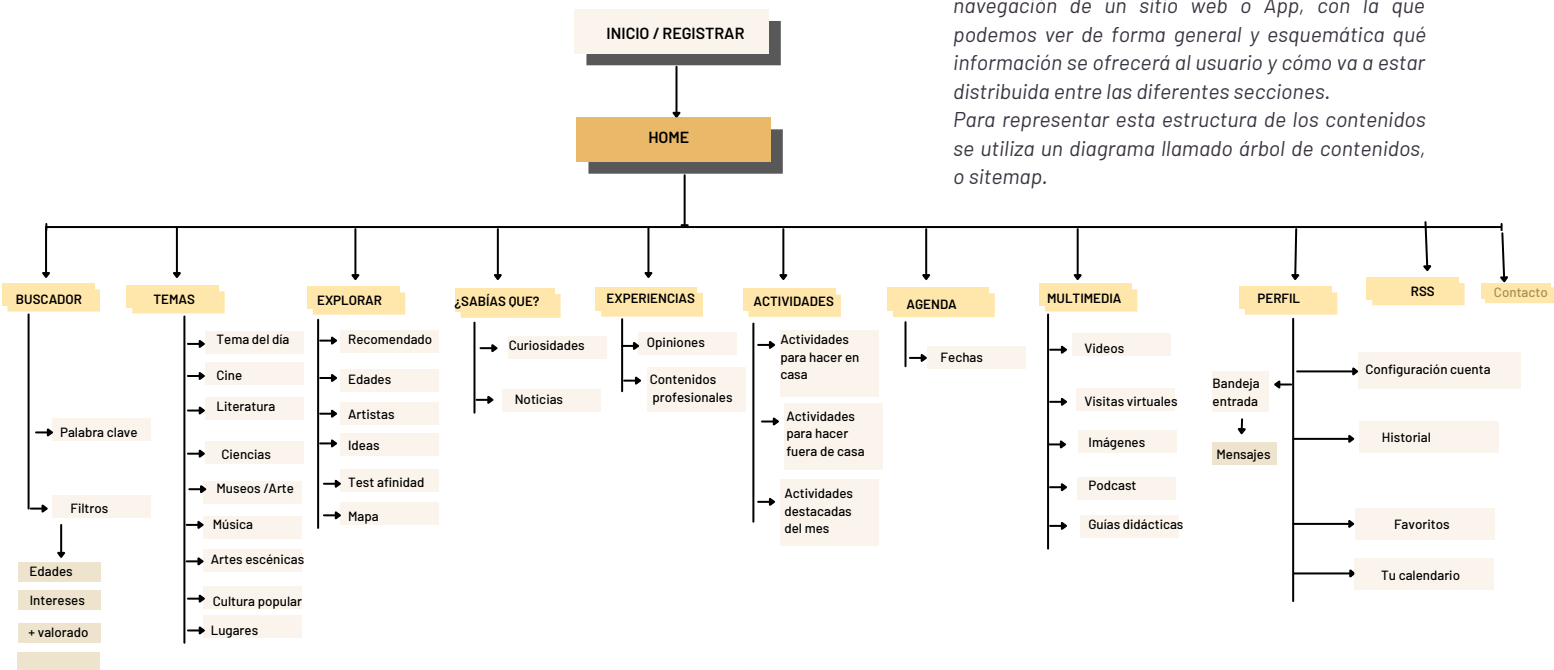 navegación de un sitio web o App, con la que
podemos ver de forma general y esquemática qué
información se ofrecerá al usuario y cómo va a estar
distribuida entre las diferentes secciones.
Para representar esta estructura de los contenidos
se utiliza un diagrama llamado árbol de contenidos,
o sitemap.
INICIO / REGISTRAR
HOME
BUSCADOR
Palabra clave
Filtros
Edades
Intereses
+ valorado
TEMAS
Tema del día
Cine
Literatura
Ciencias
Museos /Arte
Música
Artes escénicas
Cultura popular
Lugares
EXPLORAR
Recomendado
Edades
Artistas
Ideas
Test afinidad
Mapa
¿SABÍAS QUE?
Curiosidades
Noticias
EXPERIENCIAS
Opiniones
Contenidos
profesionales
ACTIVIDADES
Actividades
para hacer en
casa
Actividades
para hacer
fuera de casa
Actividades
destacadas
del mes
AGENDA
Fechas
MULTIMEDIA
Videos
Visitas virtuales
Imágenes
Podcast
Guías didácticas
PERFIL
Bandeja
entrada
Mensajes
Configuración cuenta
Historial
Favoritos
Tu calendario
RSS
Contacto